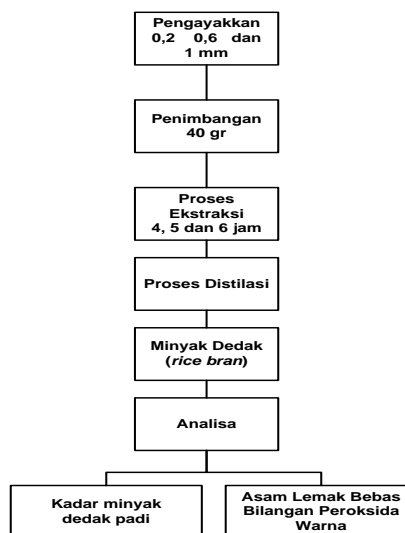 Pengayakkan
0,2 0,6 dan
1 mm
Penimbangan
40 gr
Proses
Ekstraksi
4, 5 dan 6 jam
Proses Distilasi
Minyak Dedak
(rice bran)
Analisa
Kadar minyak
dedak padi
Asam Lemak Bebas
Bilangan Peroksida
Warna